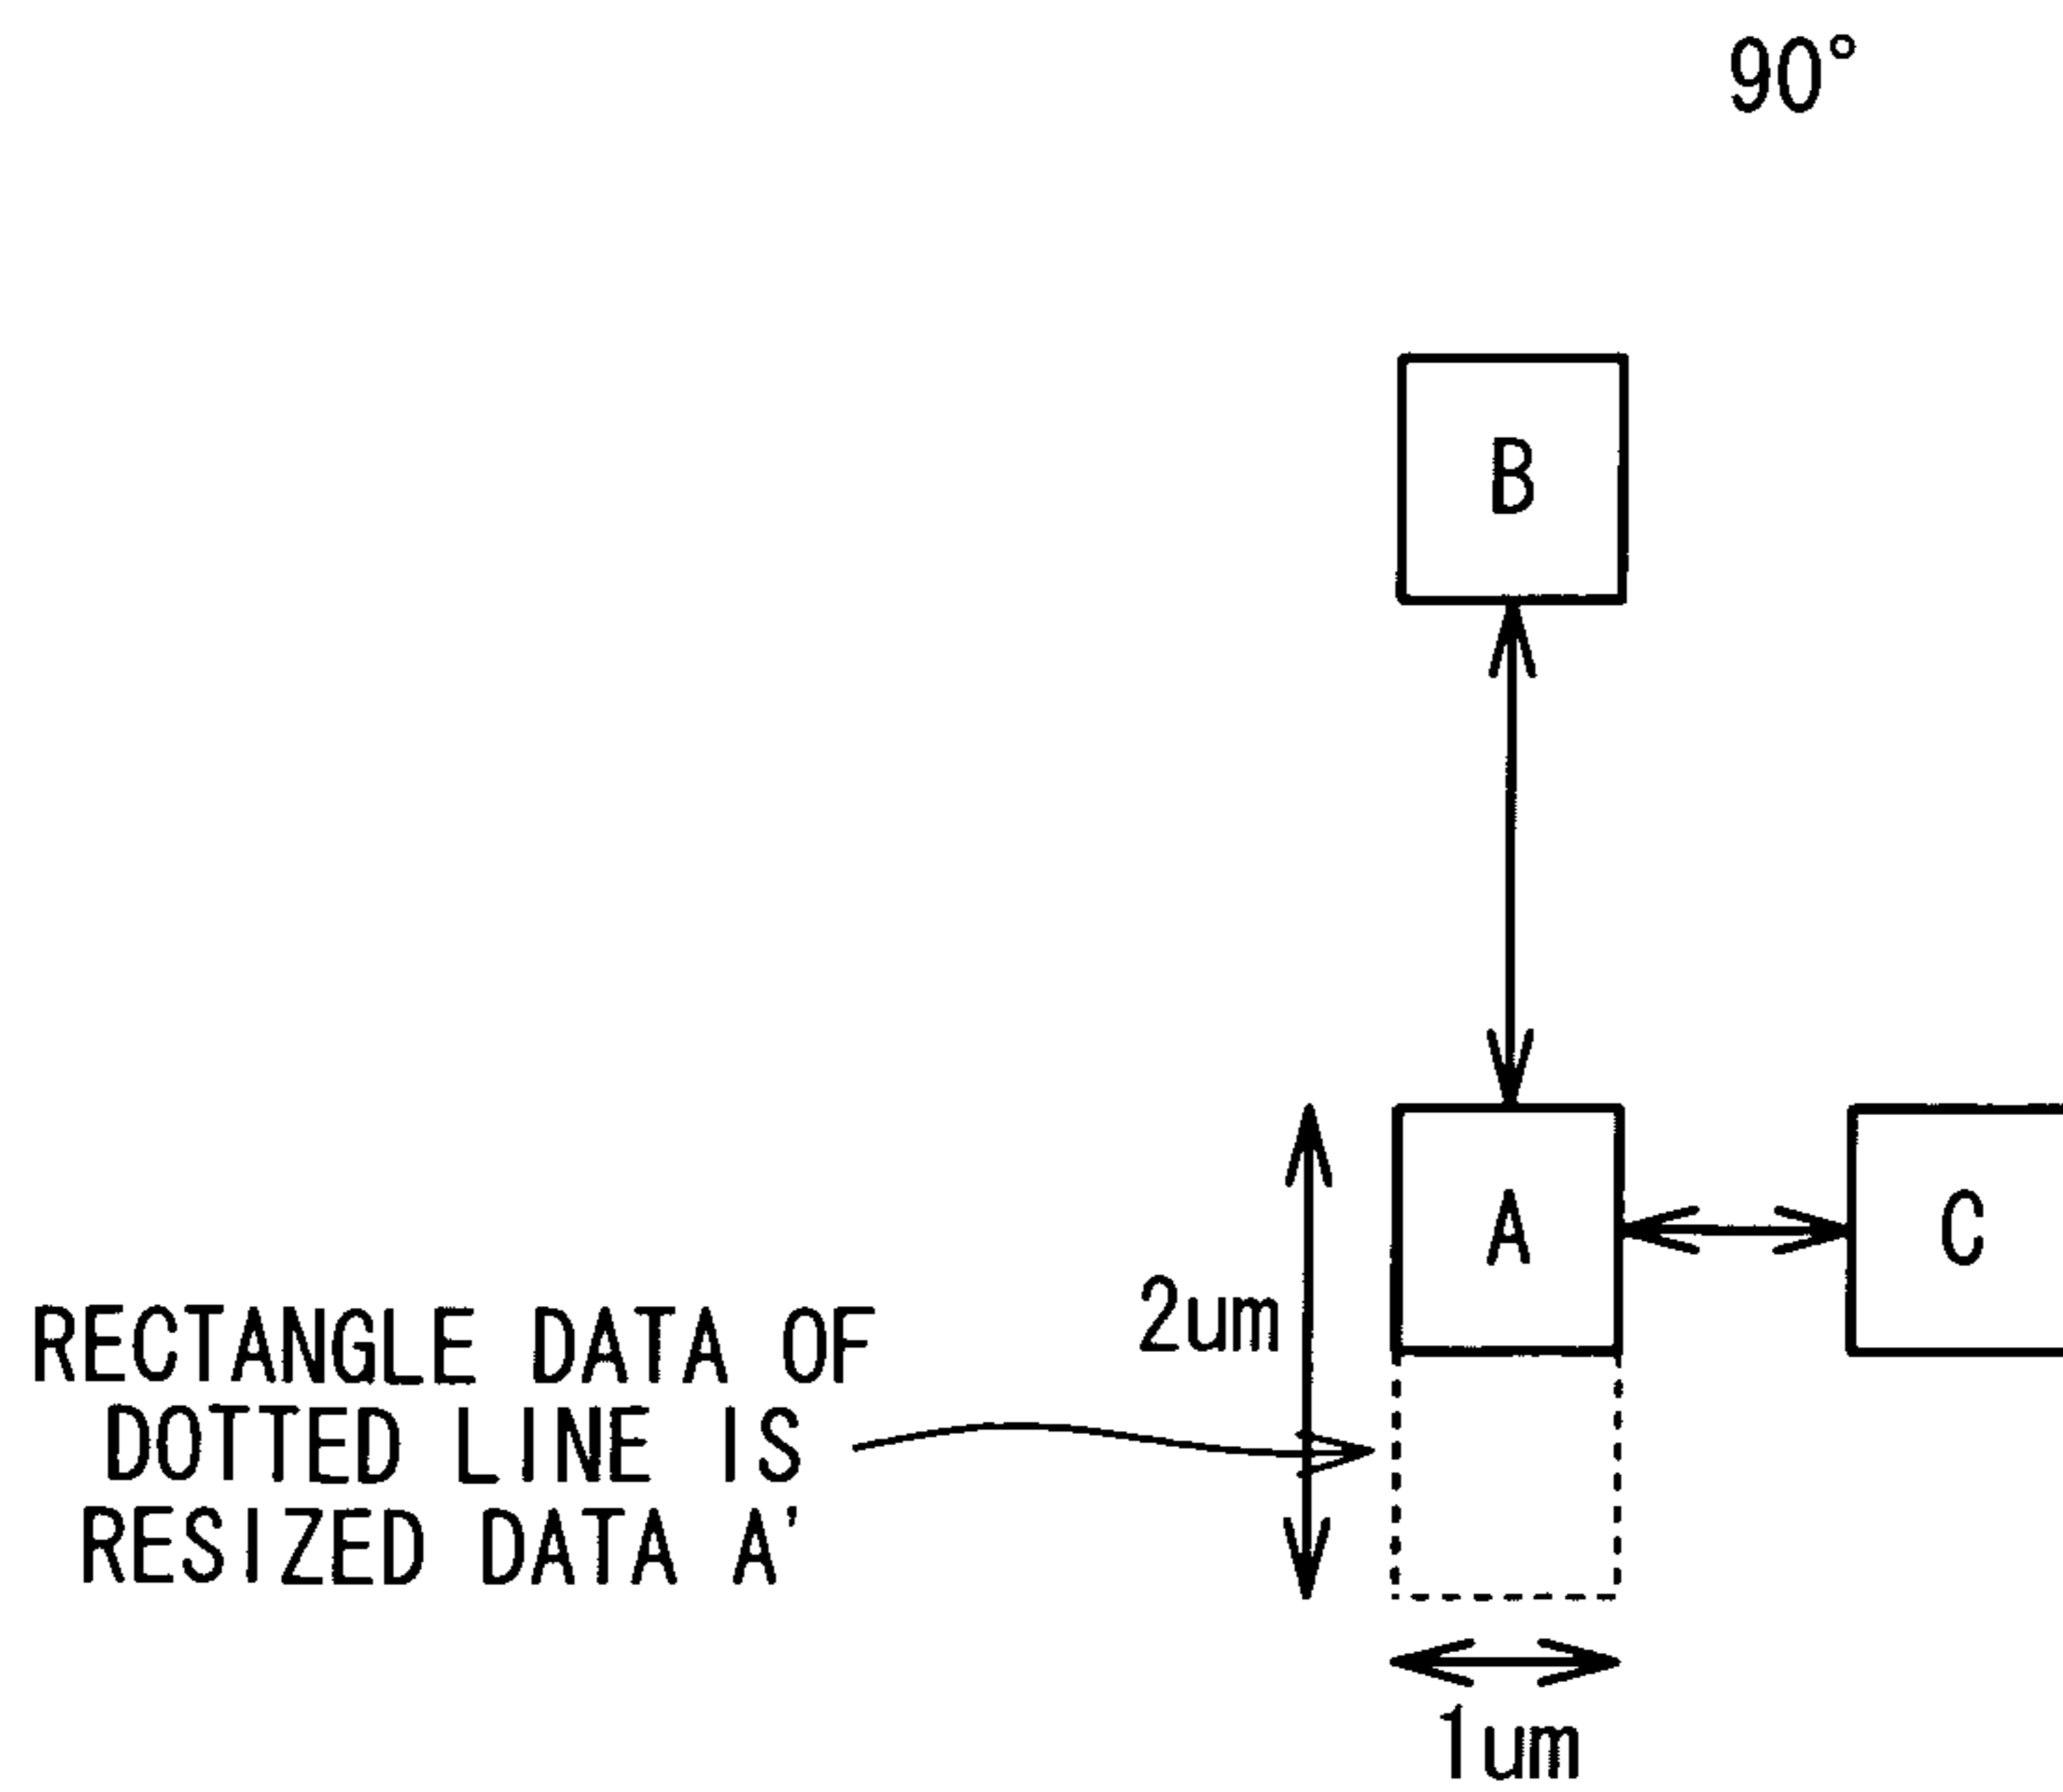 90°
B
A
C
2um
RECTANGLE DATA OF
DOTTED LINE IS
RESIZED DATA A'
1um